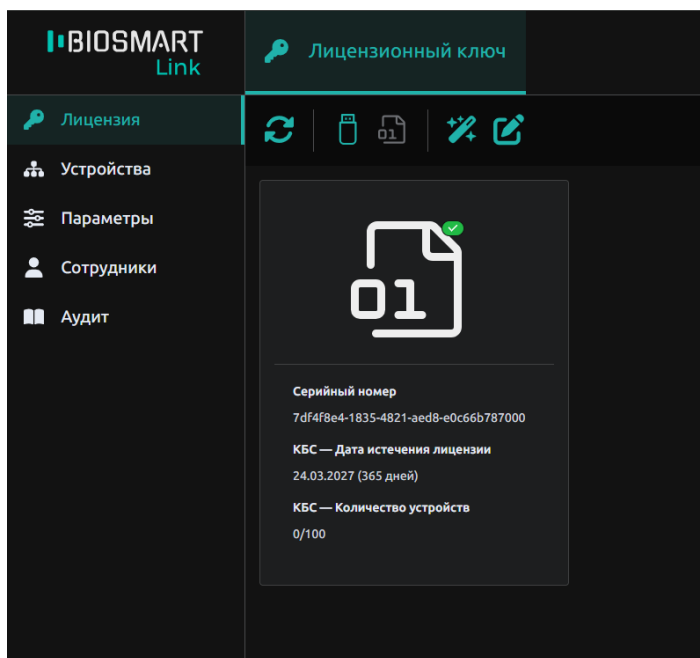 BIOSMART
Link
Лицензионный ключ
Лицензия
Устройства
Параметры
Сотрудники
Аудит
01
01
Серийный номер
7df4f8e4-1835-4821-aed8-e0c66b787000
КБС — Дата истечения лицензии
24.03.2027 (365 дней)
КБС — Количество устройств
0/100